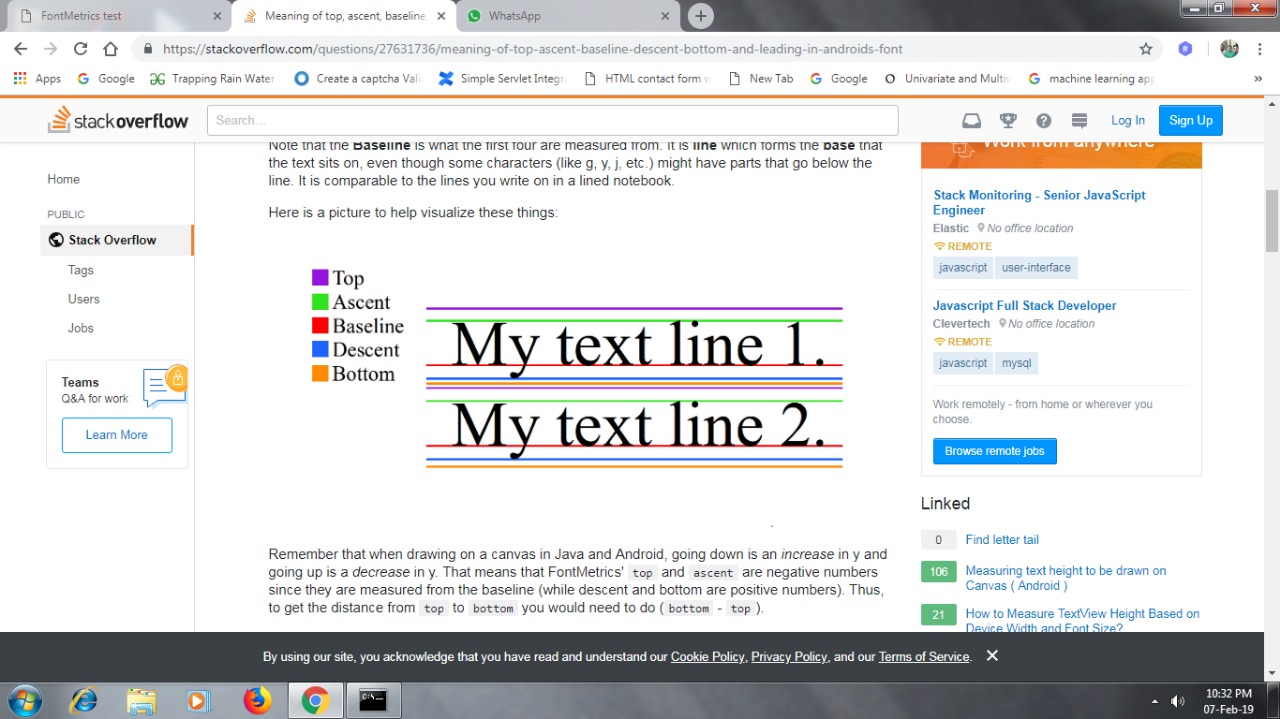 FontMetrics test
Meaning of top, ascent, baseline,
WhatsApp
https://stackoverflow.com/questions/27631736/meaning-of-top-ascent-baseline-descent-bottom-and-leading-in-androids-font
Apps
Google
Trapping Rain Water
Create a captcha Vali
Simple Servlet Integr
HTML contact form w
New Tab
Google
Univariate and Multiv
machine learning app
»
stackoverflow
Search...
Log In
Sign Up
Home
PUBLIC
Stack Overflow
Tags
Users
Jobs
Teams
Q&A for work
Learn More
Note that the Baseline is what the first four are measured from. It is line which forms the base that
the text sits on, even though some characters (like g, y, j, etc.) might have parts that go below the
line. It is comparable to the lines you write on in a lined notebook.
Here is a picture to help visualize these things:
Top
Ascent
Baseline
Descent
Bottom
My text line 1.
My text line 2.
Remember that when drawing on a canvas in Java and Android, going down is an increase in y and
going up is a decrease in y. That means that FontMetrics' top and ascent are negative numbers
since they are measured from the baseline (while descent and bottom are positive numbers). Thus,
to get the distance from top to bottom you would need to do ( bottom - top ).
Work from anywhere
Stack Monitoring - Senior JavaScript
Engineer
Elastic No office location
REMOTE
javascript user-interface
Javascript Full Stack Developer
Clevertech No office location
REMOTE
javascript mysql
Work remotely - from home or wherever you
choose.
Browse remote jobs
Linked
0 Find letter tail
106 Measuring text height to be drawn on
Canvas ( Android )
21 How to Measure TextView Height Based on
Device Width and Font Size?
By using our site, you acknowledge that you have read and understand our Cookie Policy, Privacy Policy, and our Terms of Service.
10:32 PM
07-Feb-19